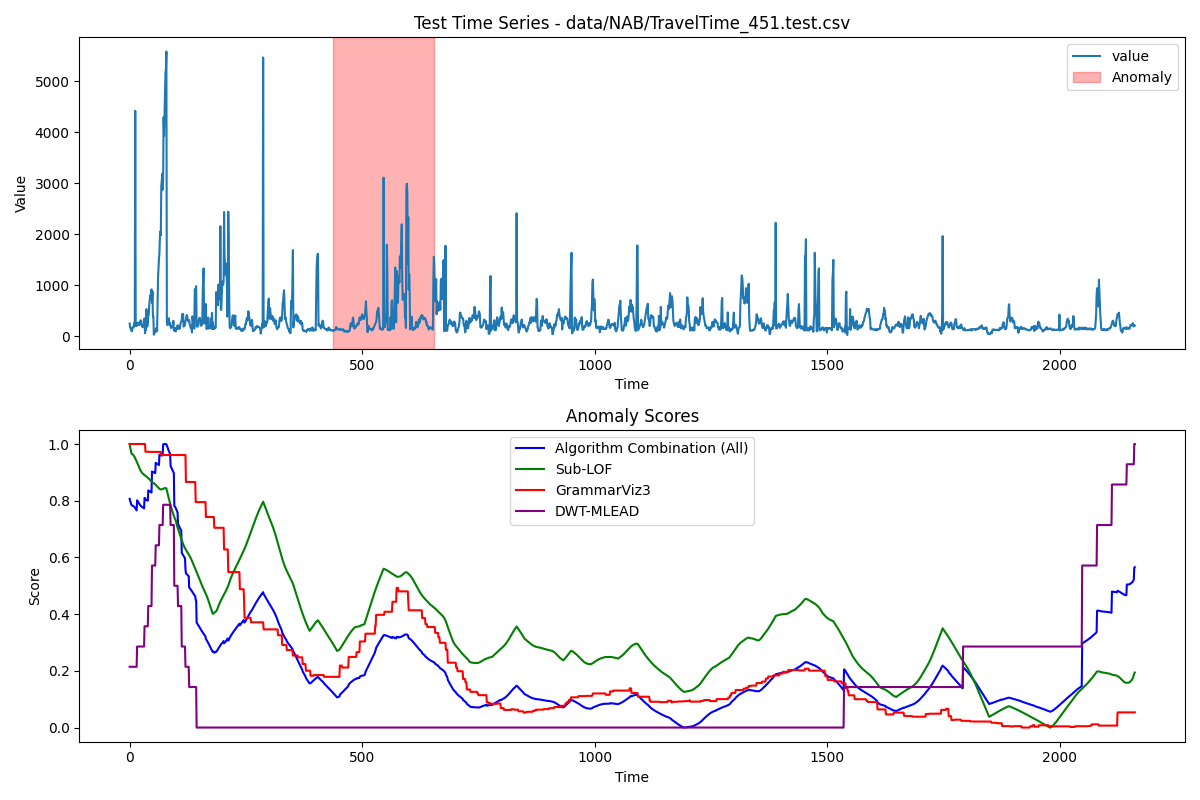 Test Time Series - data/NAB/TravelTime_451.test.csv
value
Anomaly
Value
5000
4000
3000
2000
1000
0
0 500 1000 1500 2000
Time
Anomaly Scores
Algorithm Combination (All)
Sub-LOF
GrammarViz3
DWT-MLEAD
Score
1.0
0.8
0.6
0.4
0.2
0.0
0 500 1000 1500 2000
Time